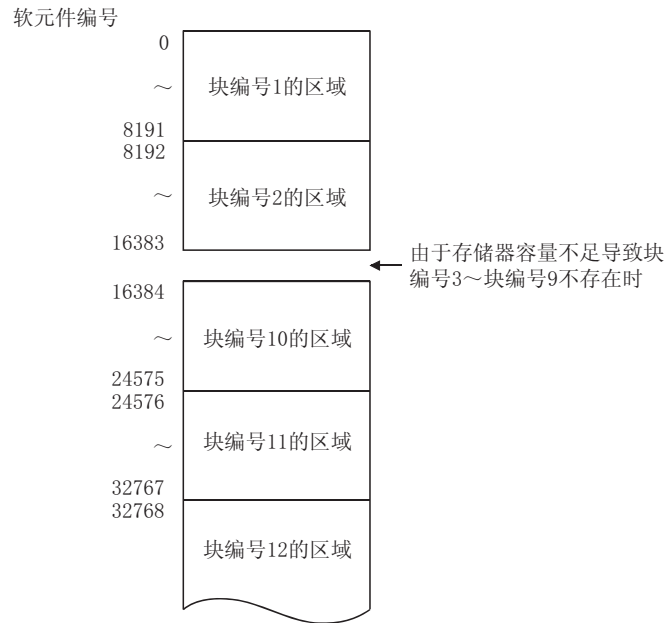 软元件编号
0
～
8191
块编号1的区域
8192
～
16383
块编号2的区域
由于存储器容量不足导致块
编号3～块编号9不存在时
16384
～
24575
块编号10的区域
24576
～
32767
块编号11的区域
32768
块编号12的区域